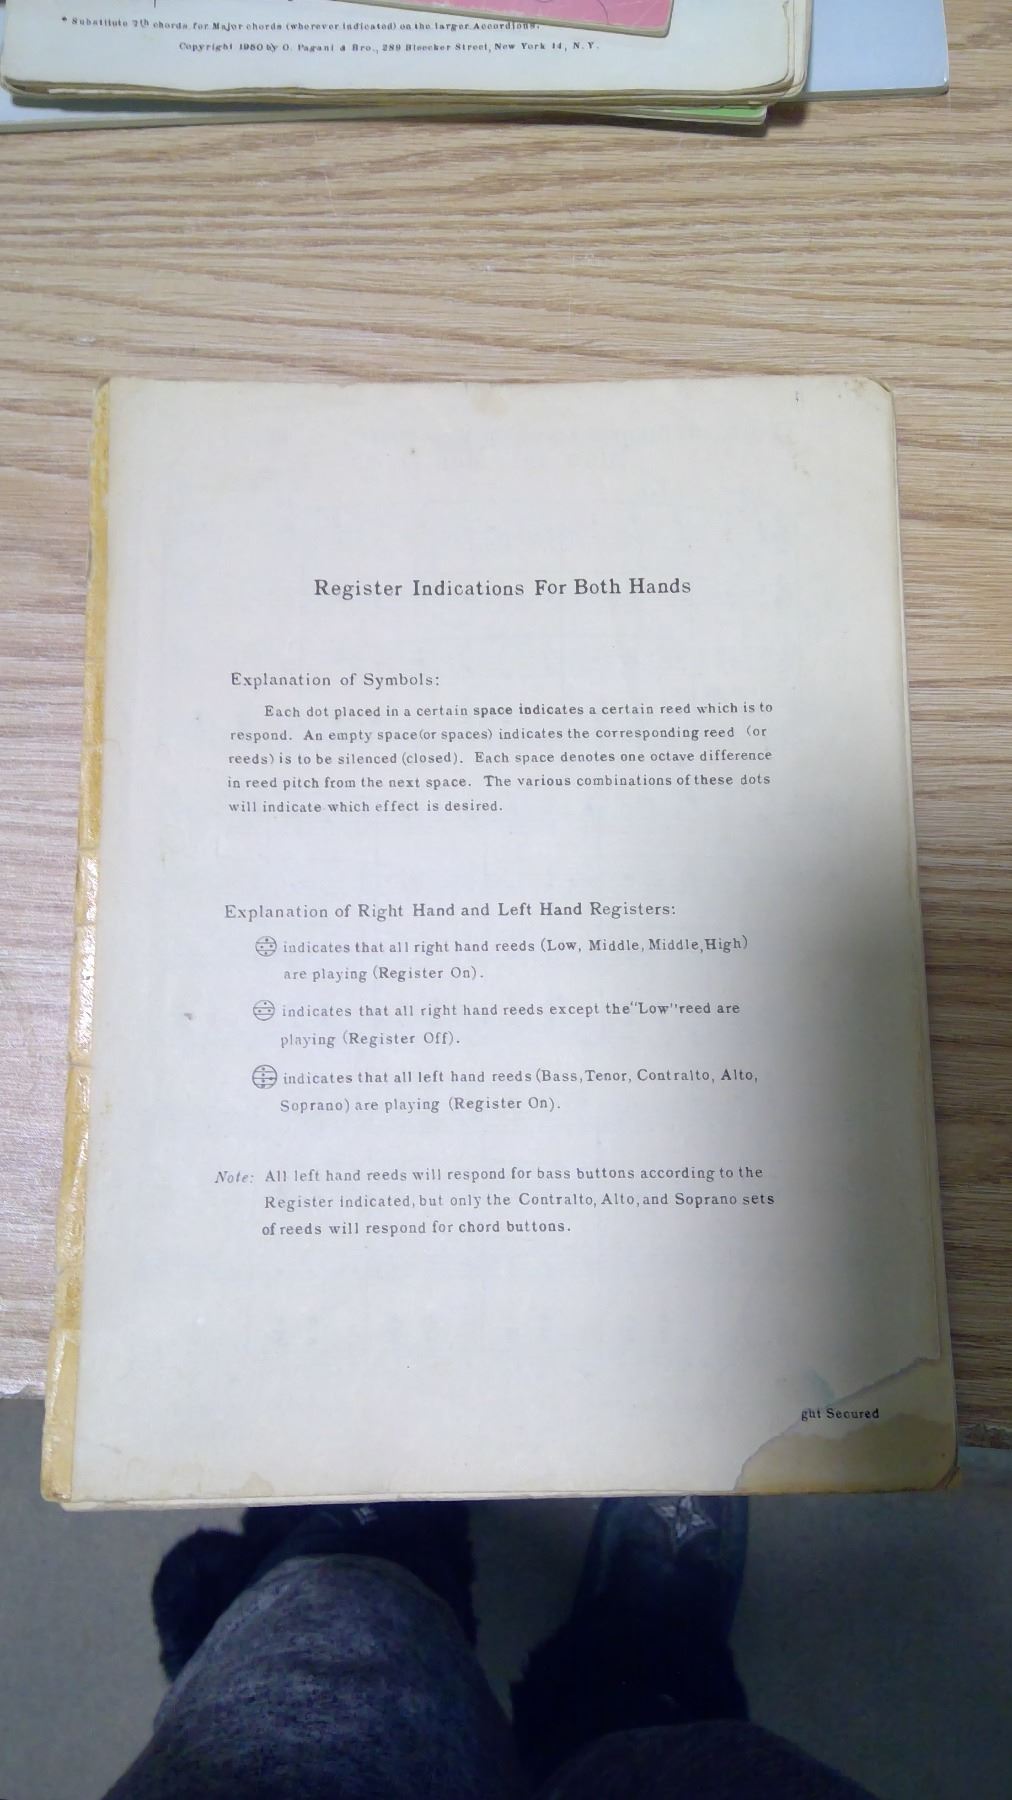 * Substitute 7th chords for Major chords (wherever indicated) on the larger Accordions.
Copyright 1950 by O. Pagani & Bro., 289 Bleecker Street, New York 14, N.Y.
Register Indications For Both Hands
Explanation of Symbols:
Each dot placed in a certain space indicates a certain reed which is to
respond. An empty space(or spaces) indicates the corresponding reed (or
reeds) is to be silenced (closed). Each space denotes one octave difference
in reed pitch from the next space. The various combinations of these dots
will indicate which effect is desired.
Explanation of Right Hand and Left Hand Registers:
indicates that all right hand reeds (Low, Middle, Middle, High)
are playing (Register On).
indicates that all right hand reeds except the "Low" reed are
playing (Register Off).
indicates that all left hand reeds (Bass, Tenor, Contralto, Alto,
Soprano) are playing (Register On).
Note: All left hand reeds will respond for bass buttons according to the
Register indicated, but only the Contralto, Alto, and Soprano sets
of reeds will respond for chord buttons.
ght Secured